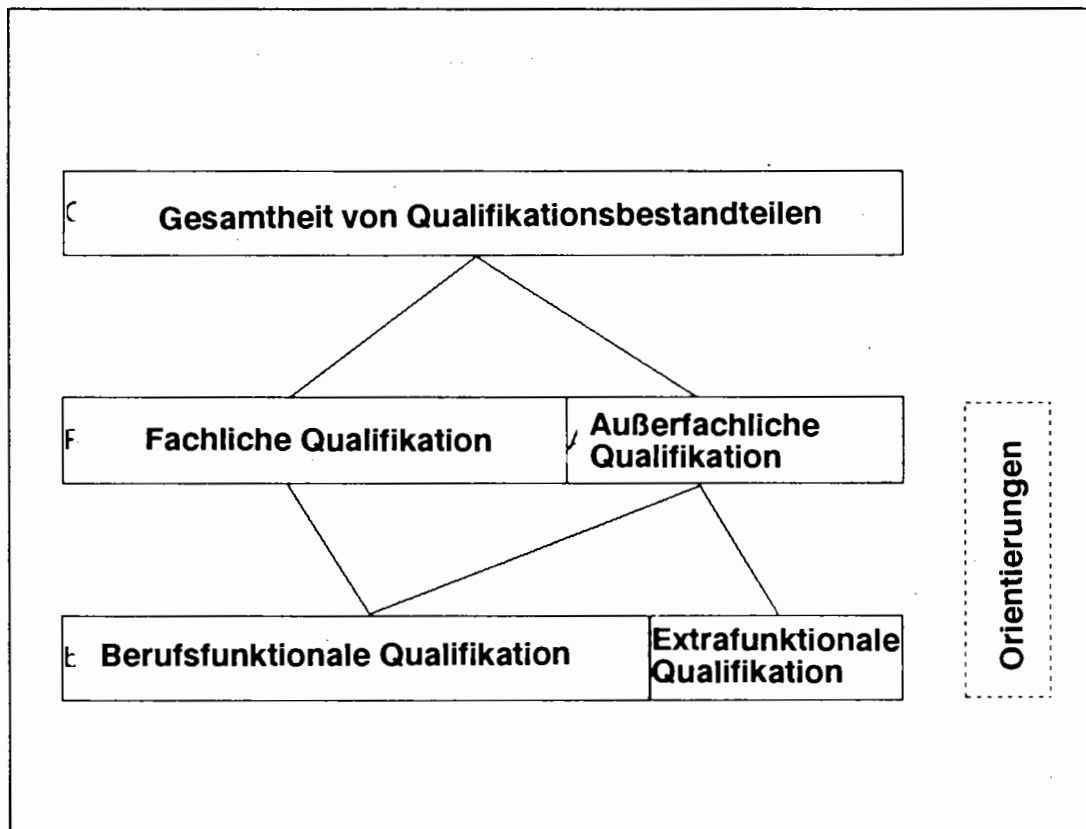 Gesamtheit von Qualifikationsbestandteilen
Fachliche Qualifikation
Außerfachliche
Qualifikation
Berufsfunktionale Qualifikation
Extrafunktionale
Qualifikation
Orientierungen